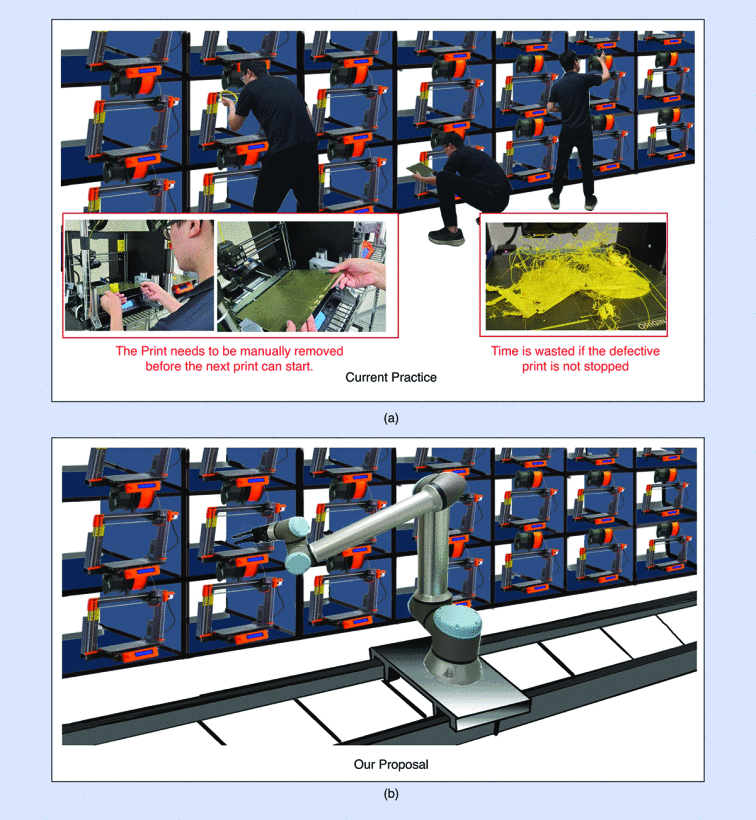 The Print needs to be manually removed
before the next print can start.
Time is wasted if the defective
print is not stopped
Current Practice
(a)
Our Proposal
(b)